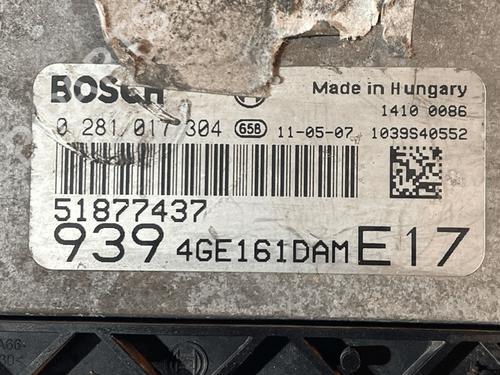 BOSCH
Made in Hungary
1410 0086
0 281 017 304 658 11-05-07 1039S40552
51877437
939 4GE161DAM E17